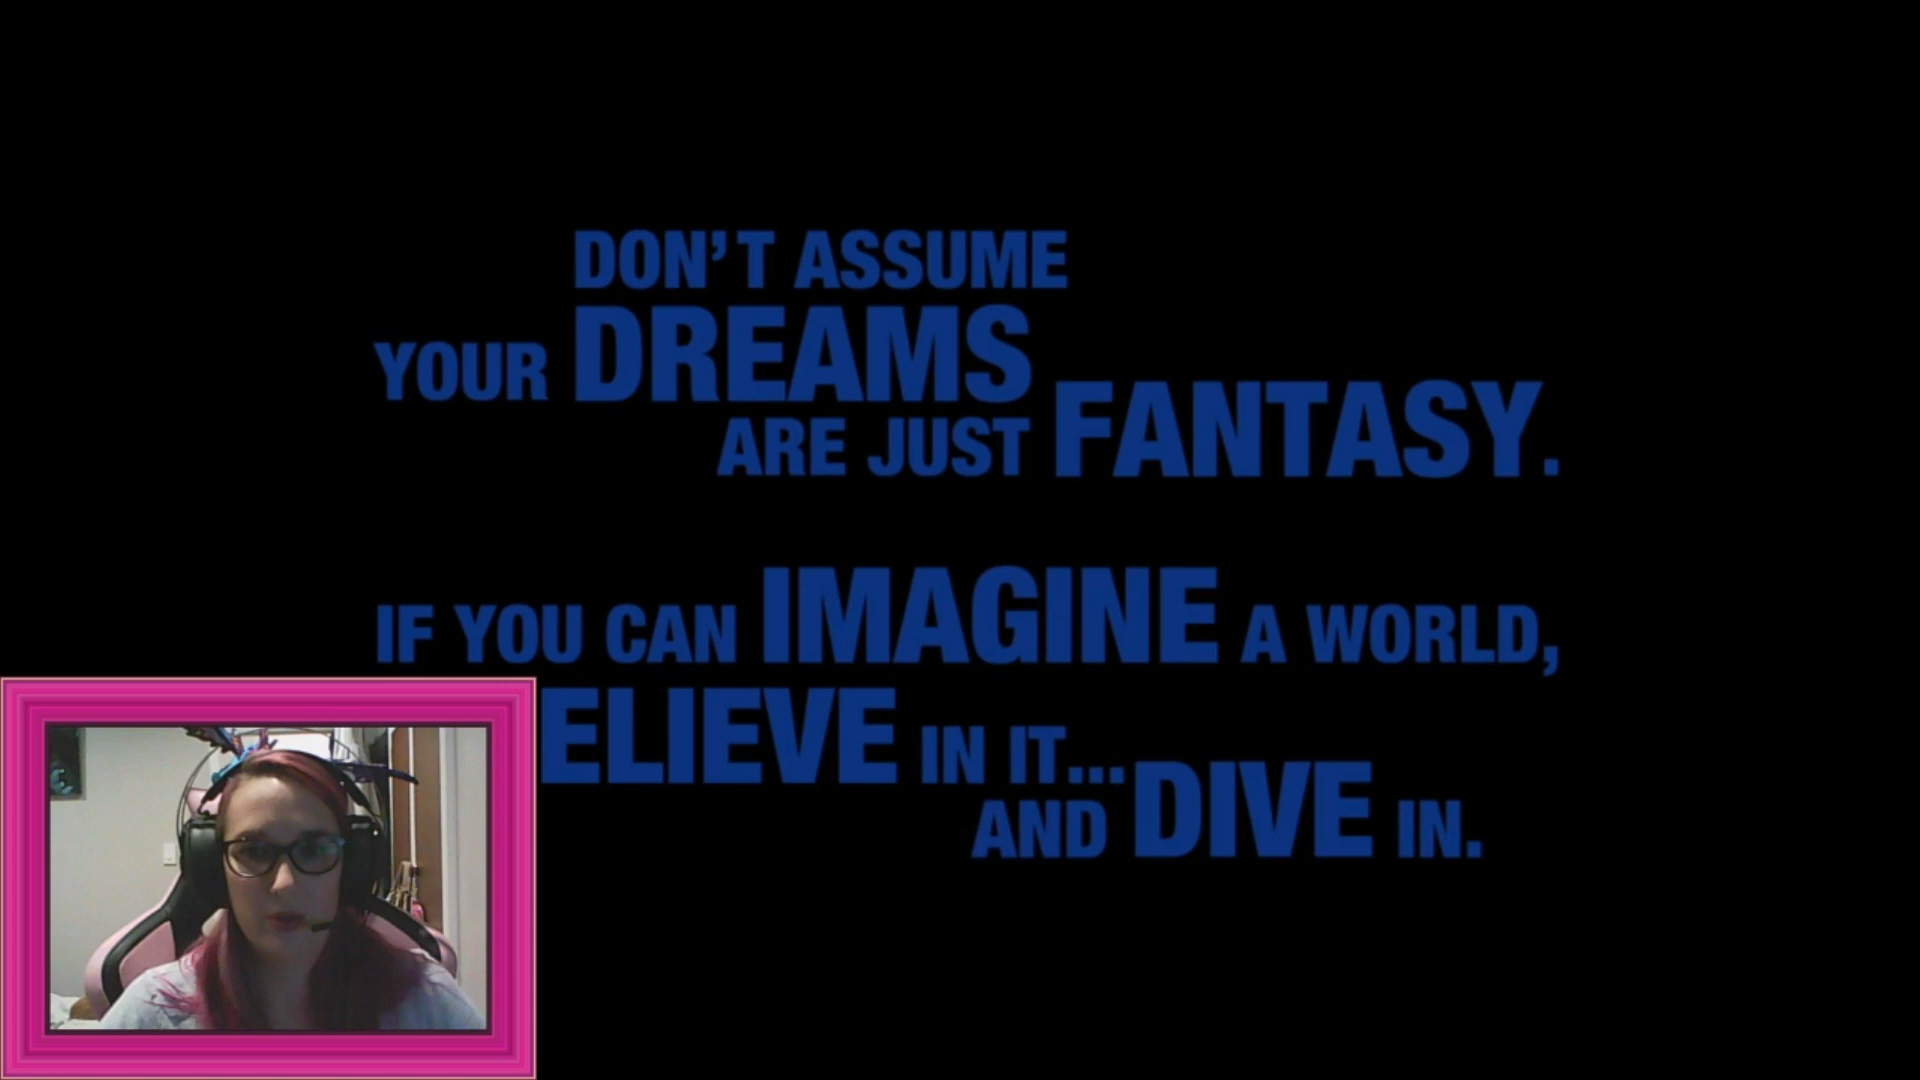 DON'T ASSUME
YOUR DREAMS
ARE JUST FANTASY.
IF YOU CAN IMAGINE A WORLD,
ELIEVE IN IT...
AND DIVE IN.